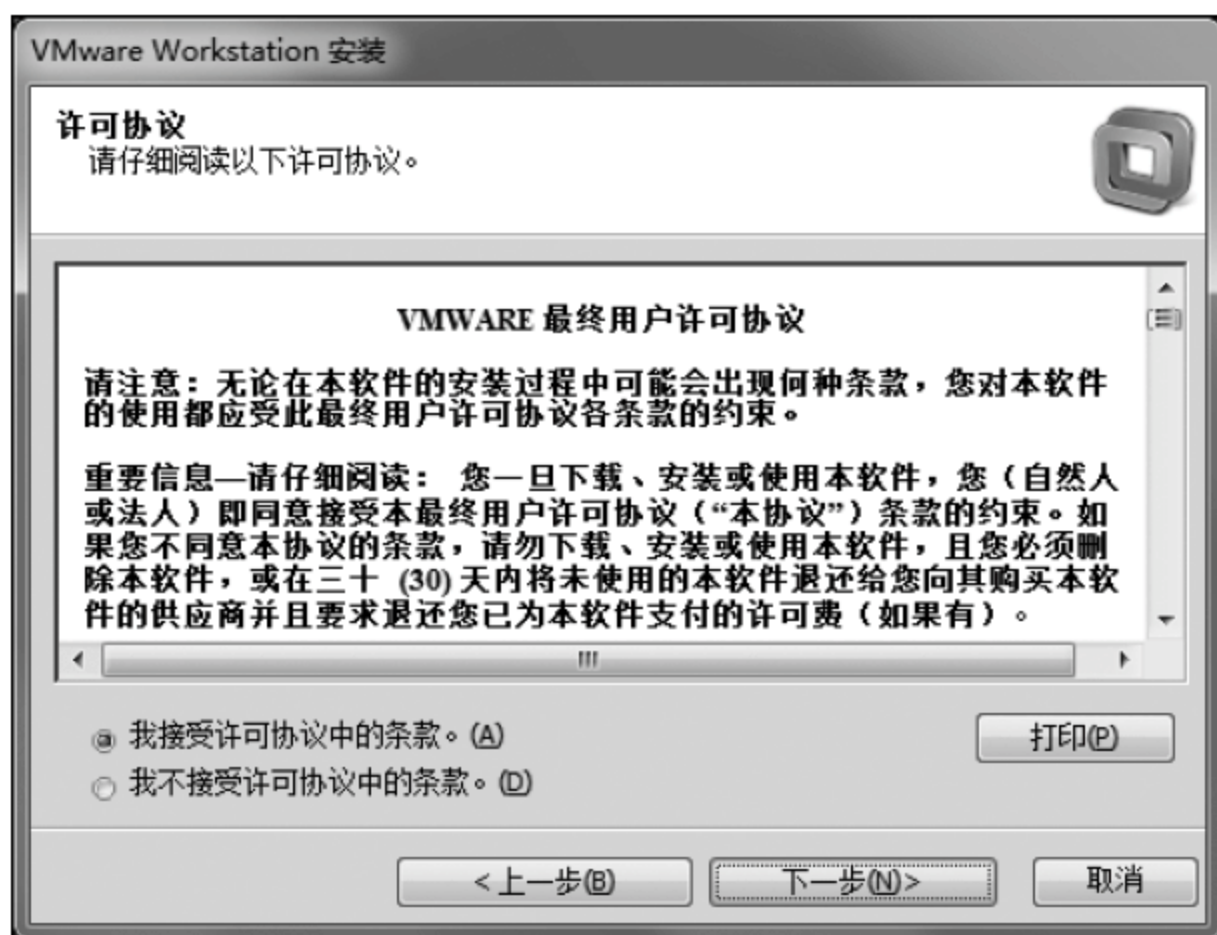 VMware Workstation 安装
许可协议
请仔细阅读以下许可协议。
VMWARE 最终用户许可协议
请注意：无论在本软件的安装过程中可能会出现何种条款，您对本软件
的使用都应受此最终用户许可协议各条款的约束。
重要信息—请仔细阅读： 您一旦下载、安装或使用本软件，您（自然人
或法人）即同意接受本最终用户许可协议（“本协议”）条款的约束。如
果您不同意本协议的条款，请勿下载、安装或使用本软件，且您必须删
除本软件，或在三十 (30) 天内将未使用的本软件退还给您向其购买本软
件的供应商并且要求退还您已为本软件支付的许可费（如果有）。
我接受许可协议中的条款。(A)
打印(P)
我不接受许可协议中的条款。(D)
<上一步(B)
下一步(N)>
取消